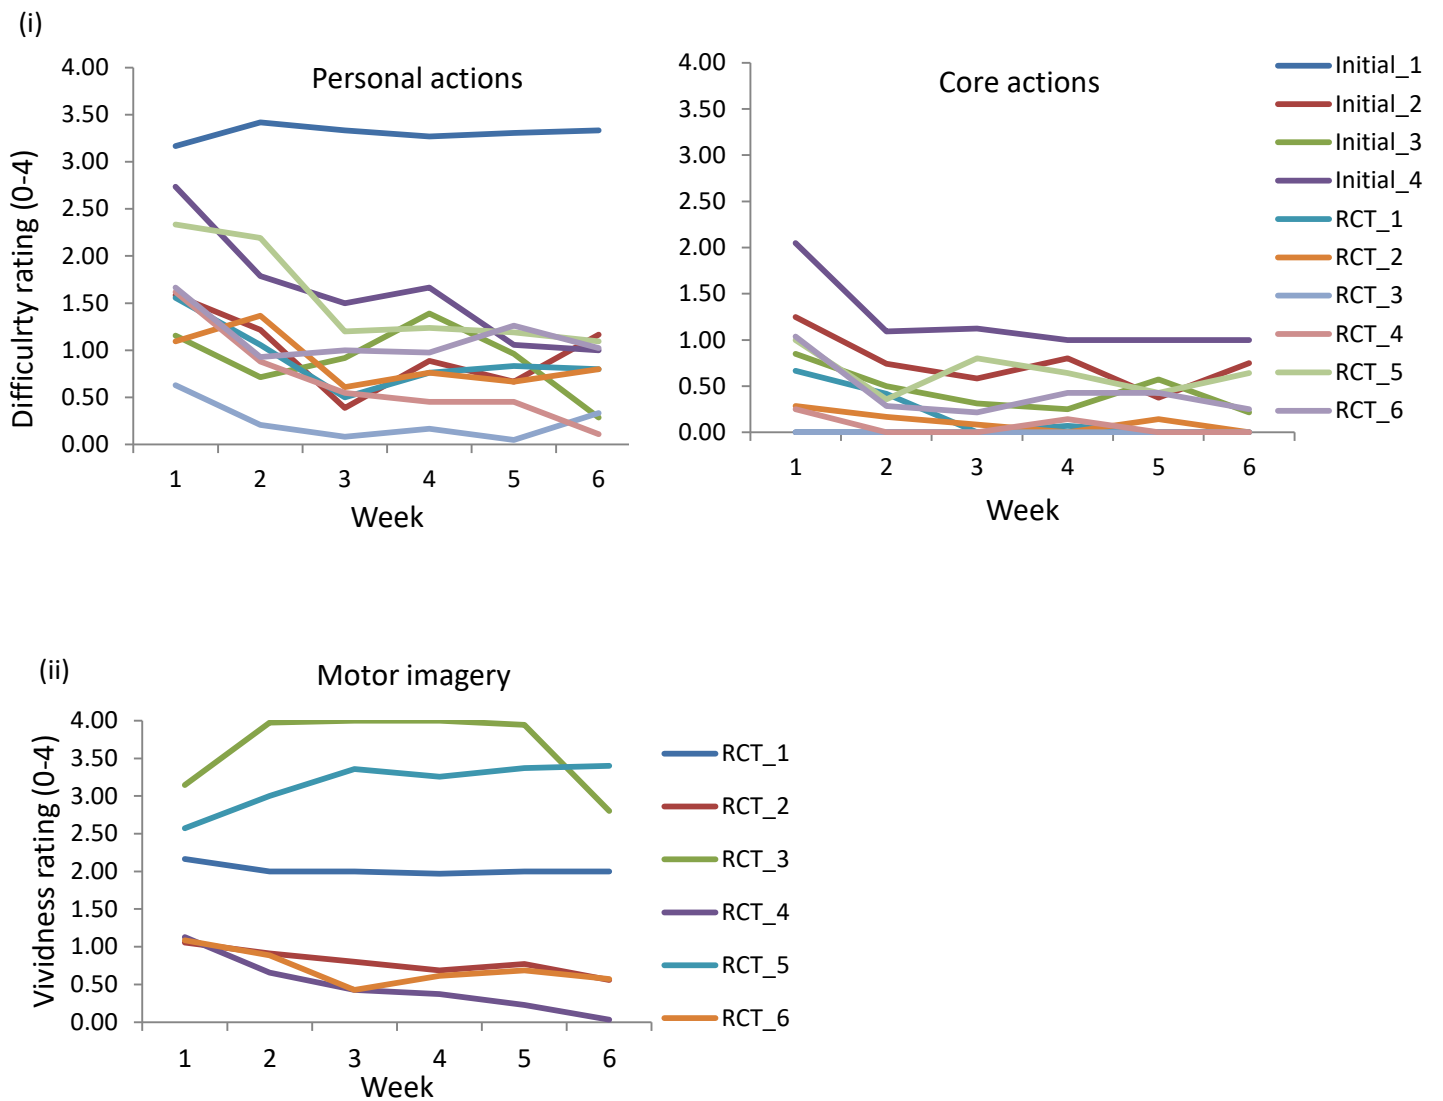 (i)
Personal actions
Difficulrty rating (0-4)
4.00
3.50
3.00
2.50
2.00
1.50
1.00
0.50
0.00
1 2 3 4 5 6
Week
Core actions
4.00
3.50
3.00
2.50
2.00
1.50
1.00
0.50
0.00
1 2 3 4 5 6
Week
Initial_1
Initial_2
Initial_3
Initial_4
RCT_1
RCT_2
RCT_3
RCT_4
RCT_5
RCT_6
(ii)
Motor imagery
Vividness rating (0-4)
4.00
3.50
3.00
2.50
2.00
1.50
1.00
0.50
0.00
1 2 3 4 5 6
Week
RCT_1
RCT_2
RCT_3
RCT_4
RCT_5
RCT_6